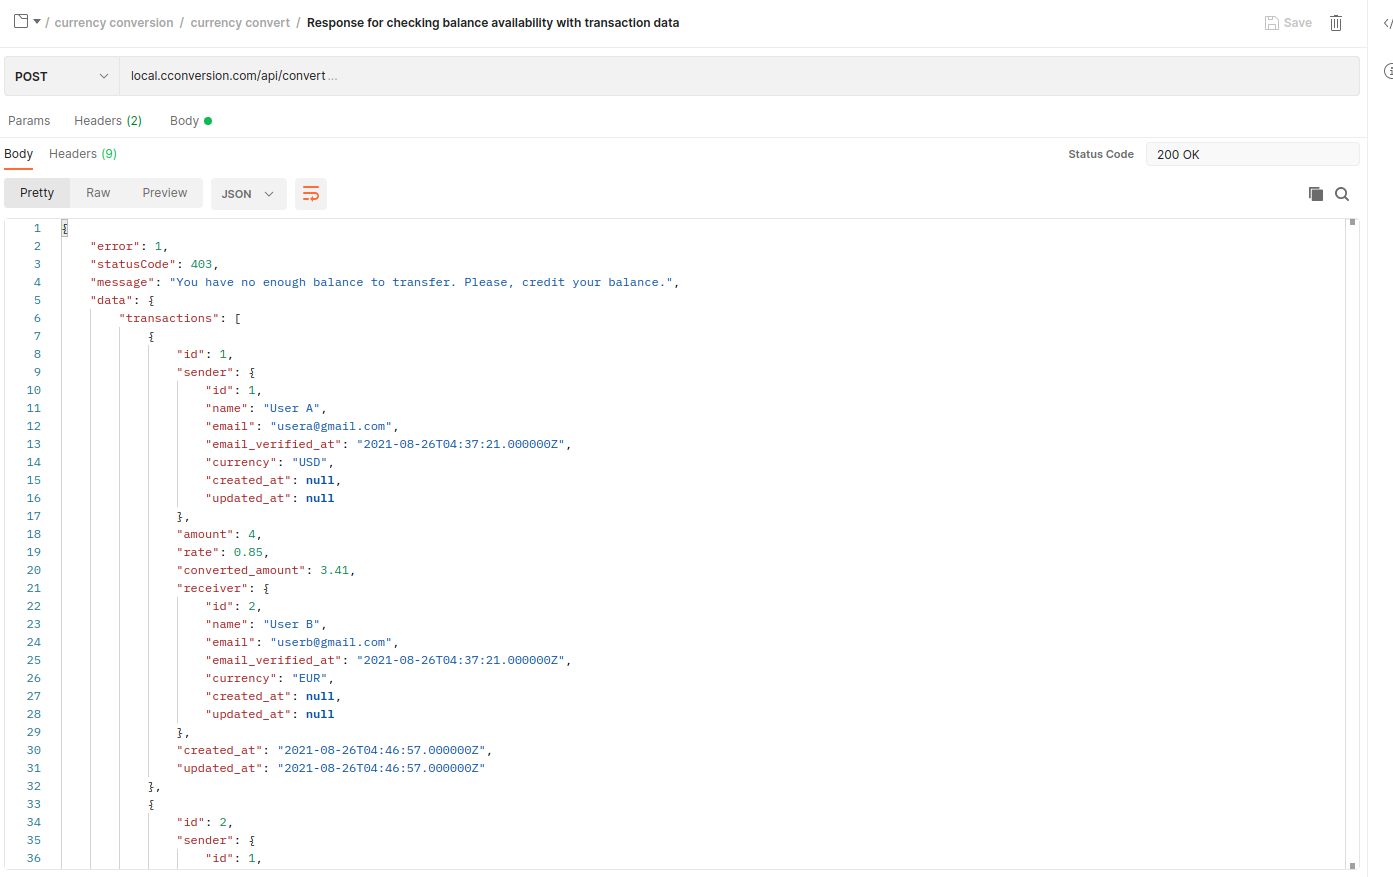 / currency conversion / currency convert / Response for checking balance availability with transaction data Save
POST local.cconversion.com/api/convert ...
Params Headers (2) Body
Body Headers (9) Status Code 200 OK
Pretty Raw Preview JSON
1 {
2 "error": 1,
3 "statusCode": 403,
4 "message": "You have no enough balance to transfer. Please, credit your balance.",
5 "data": {
6 "transactions": [
7 {
8 "id": 1,
9 "sender": {
10 "id": 1,
11 "name": "User A",
12 "email": "usera@gmail.com",
13 "email_verified_at": "2021-08-26T04:37:21.000000Z",
14 "currency": "USD",
15 "created_at": null,
16 "updated_at": null
17 },
18 "amount": 4,
19 "rate": 0.85,
20 "converted_amount": 3.41,
21 "receiver": {
22 "id": 2,
23 "name": "User B",
24 "email": "userb@gmail.com",
25 "email_verified_at": "2021-08-26T04:37:21.000000Z",
26 "currency": "EUR",
27 "created_at": null,
28 "updated_at": null
29 },
30 "created_at": "2021-08-26T04:46:57.000000Z",
31 "updated_at": "2021-08-26T04:46:57.000000Z"
32 },
33 {
34 "id": 2,
35 "sender": {
36 "id": 1,